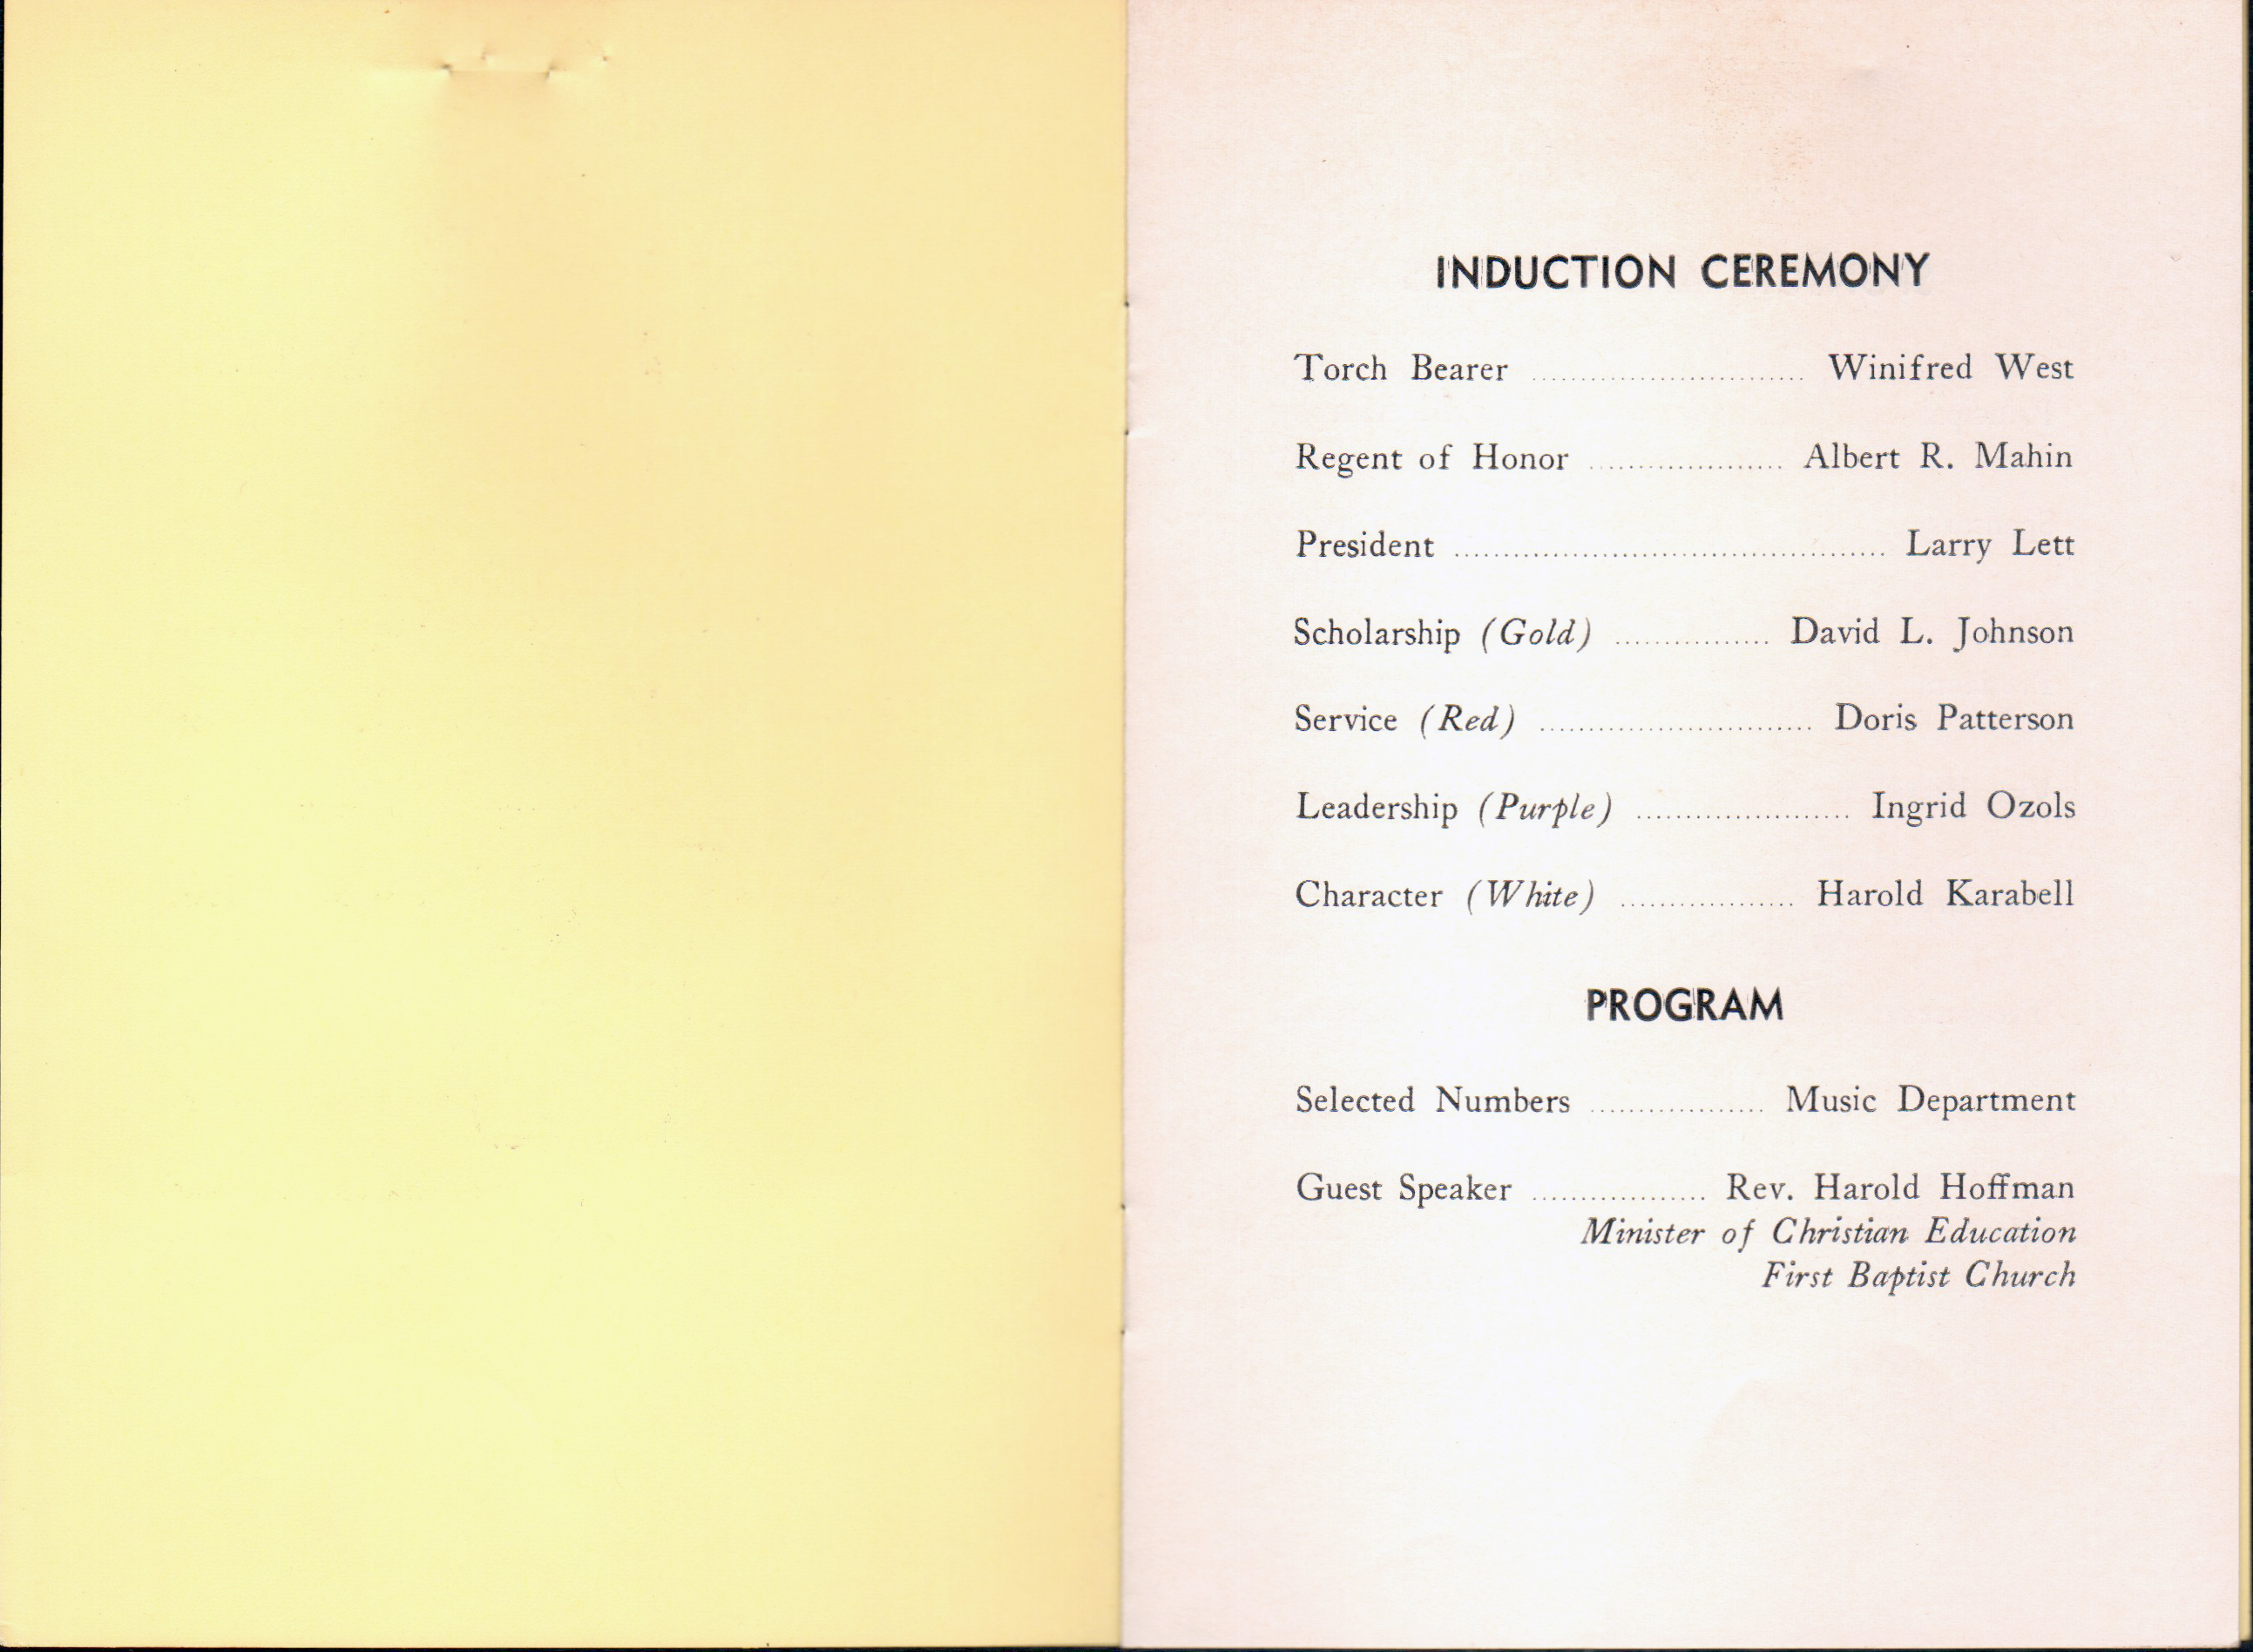 INDUCTION CEREMONY
Torch Bearer ............................ Winifred West
Regent of Honor .................... Albert R. Mahin
President ............................................ Larry Lett
Scholarship (Gold) ................ David L. Johnson
Service (Red) ............................ Doris Patterson
Leadership (Purple) ...................... Ingrid Ozols
Character (White) .................. Harold Karabell
PROGRAM
Selected Numbers .................. Music Department
Guest Speaker .................. Rev. Harold Hoffman
Minister of Christian Education
First Baptist Church